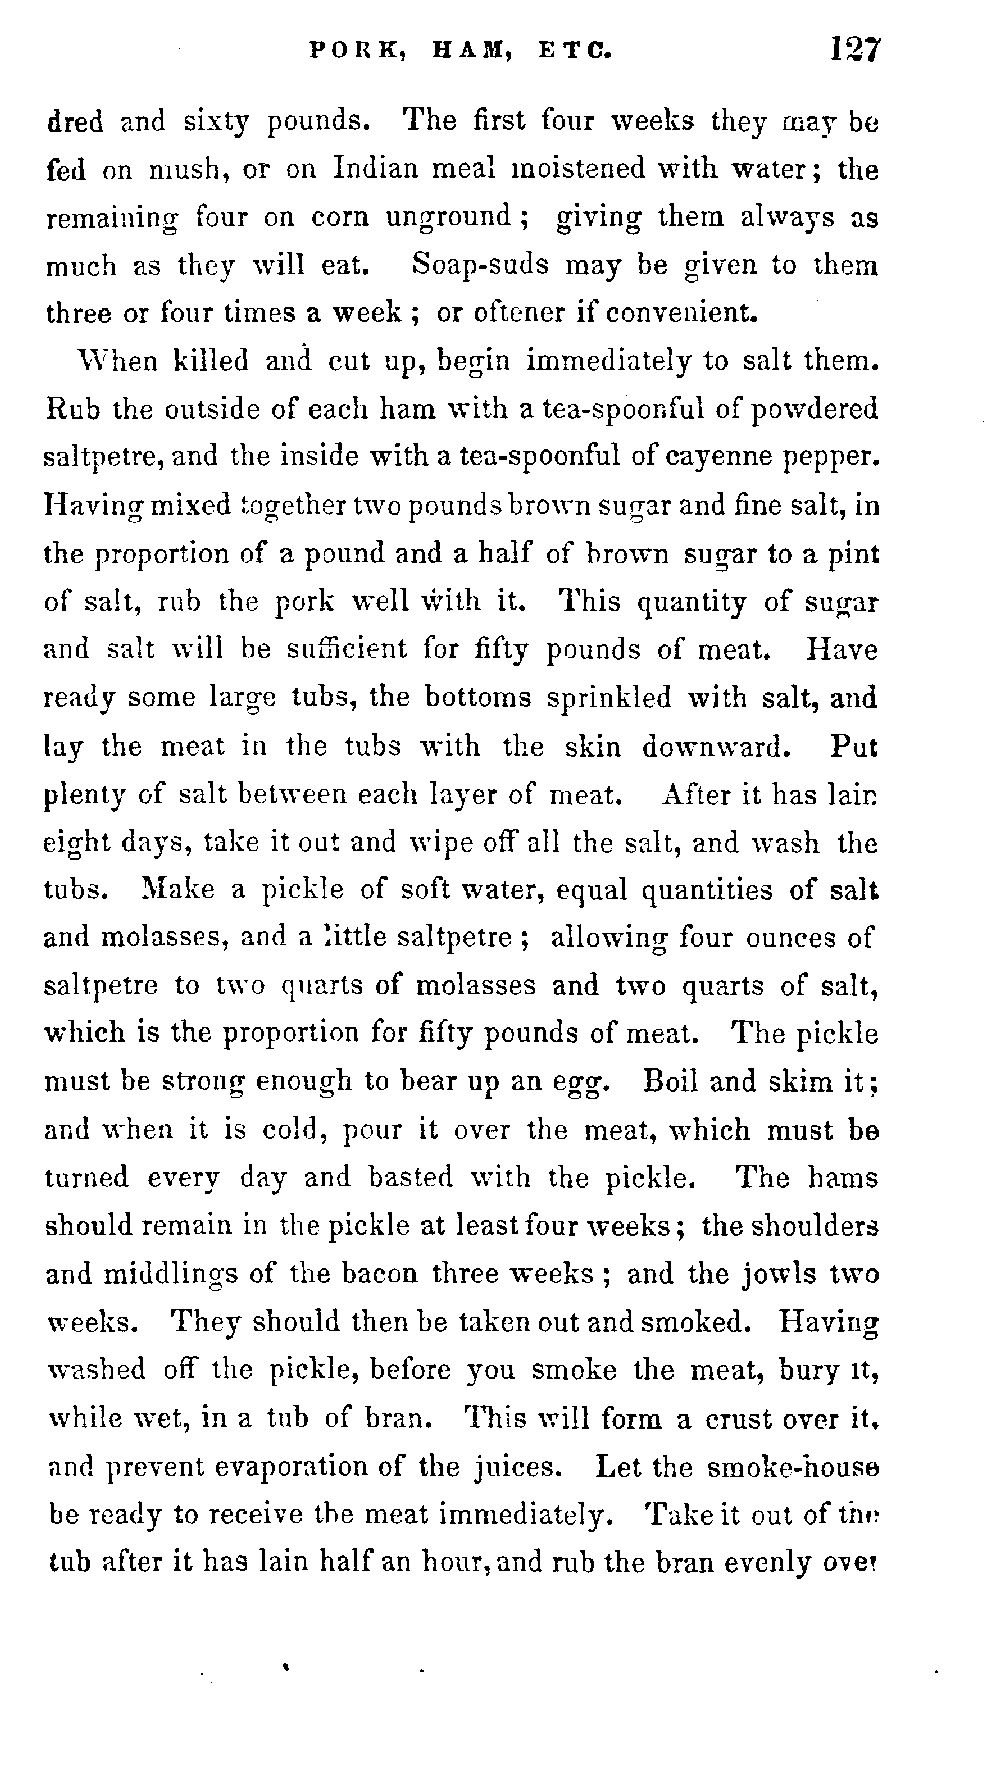 PORK, HAM, ETC. 127
dred and sixty pounds. The first four weeks they may be
fed on mush, or on Indian meal moistened with water; the
remaining four on corn unground; giving them always as
much as they will eat. Soap-suds may be given to them
three or four times a week; or oftener if convenient.
When killed and cut up, begin immediately to salt them.
Rub the outside of each ham with a tea-spoonful of powdered
saltpetre, and the inside with a tea-spoonful of cayenne pepper.
Having mixed together two pounds brown sugar and fine salt, in
the proportion of a pound and a half of brown sugar to a pint
of salt, rub the pork well with it. This quantity of sugar
and salt will be sufficient for fifty pounds of meat. Have
ready some large tubs, the bottoms sprinkled with salt, and
lay the meat in the tubs with the skin downward. Put
plenty of salt between each layer of meat. After it has lain
eight days, take it out and wipe off all the salt, and wash the
tubs. Make a pickle of soft water, equal quantities of salt
and molasses, and a little saltpetre; allowing four ounces of
saltpetre to two quarts of molasses and two quarts of salt,
which is the proportion for fifty pounds of meat. The pickle
must be strong enough to bear up an egg. Boil and skim it;
and when it is cold, pour it over the meat, which must be
turned every day and basted with the pickle. The hams
should remain in the pickle at least four weeks; the shoulders
and middlings of the bacon three weeks; and the jowls two
weeks. They should then be taken out and smoked. Having
washed off the pickle, before you smoke the meat, bury it,
while wet, in a tub of bran. This will form a crust over it,
and prevent evaporation of the juices. Let the smoke-house
be ready to receive the meat immediately. Take it out of the
tub after it has lain half an hour, and rub the bran evenly over